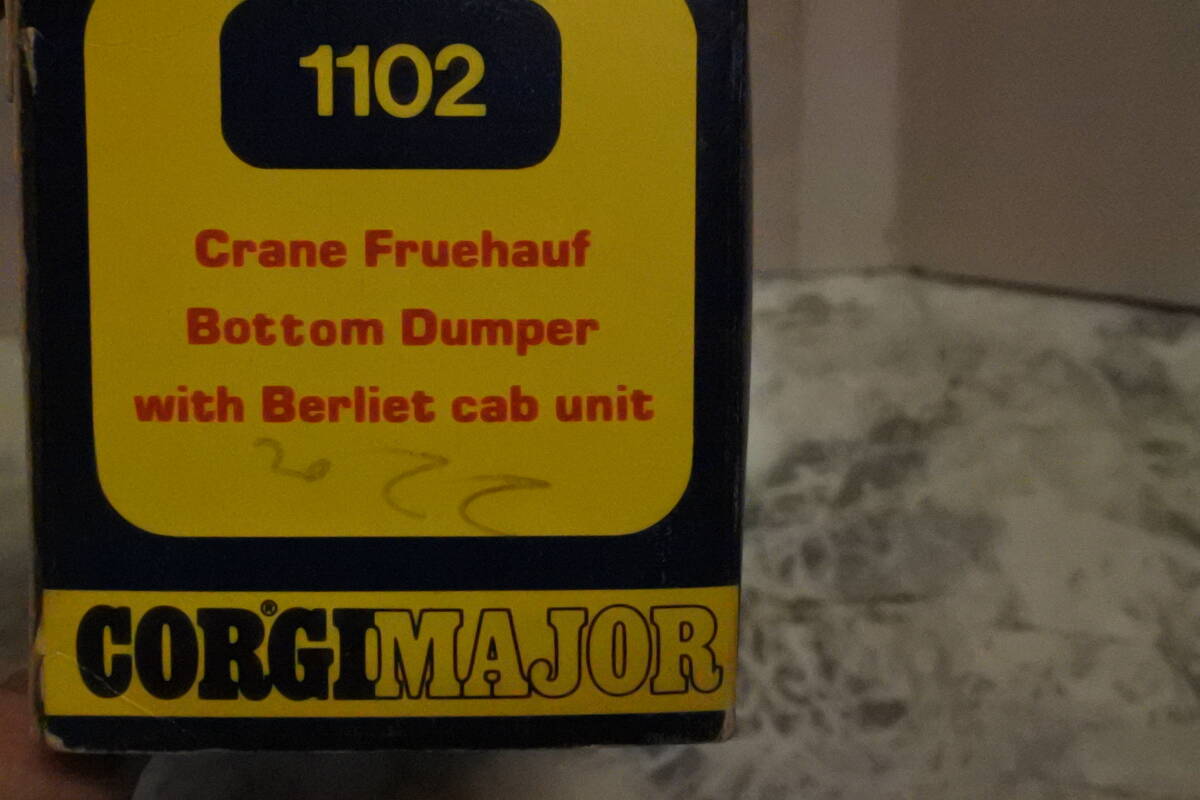 1102
Crane Fruehauf
Bottom Dumper
with Berliet cab unit
CORGI® MAJOR